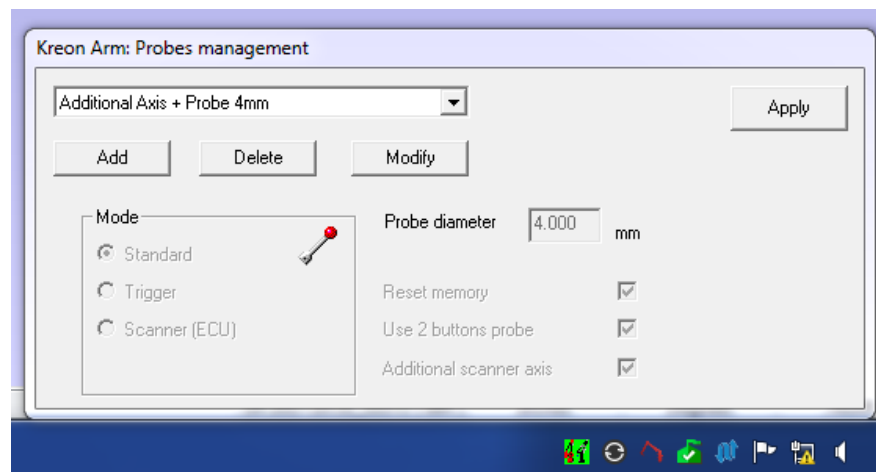 Kreon Arm: Probes management
Additional Axis + Probe 4mm
Apply
Add Delete Modify
Mode
Standard
Trigger
Scanner (ECU)
Probe diameter 4.000 mm
Reset memory
Use 2 buttons probe
Additional scanner axis